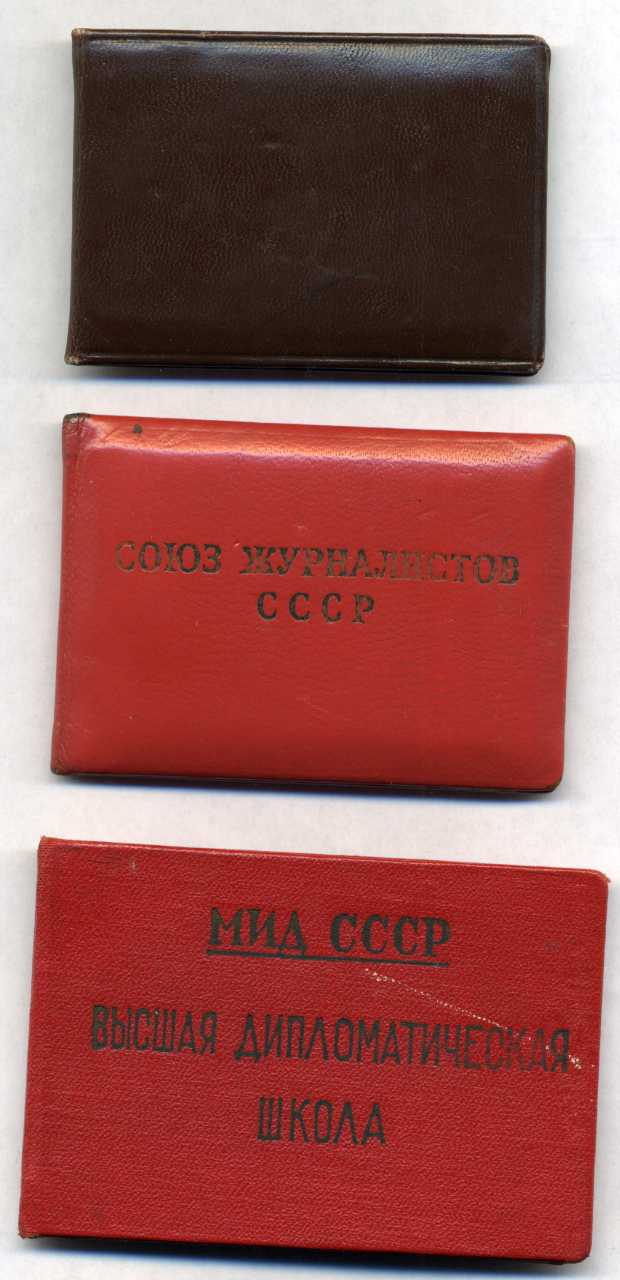 СОЮЗ ЖУРНАЛИСТОВ
СССР
МИД СССР
ВЫСШАЯ ДИПЛОМАТИЧЕСКАЯ
ШКОЛА